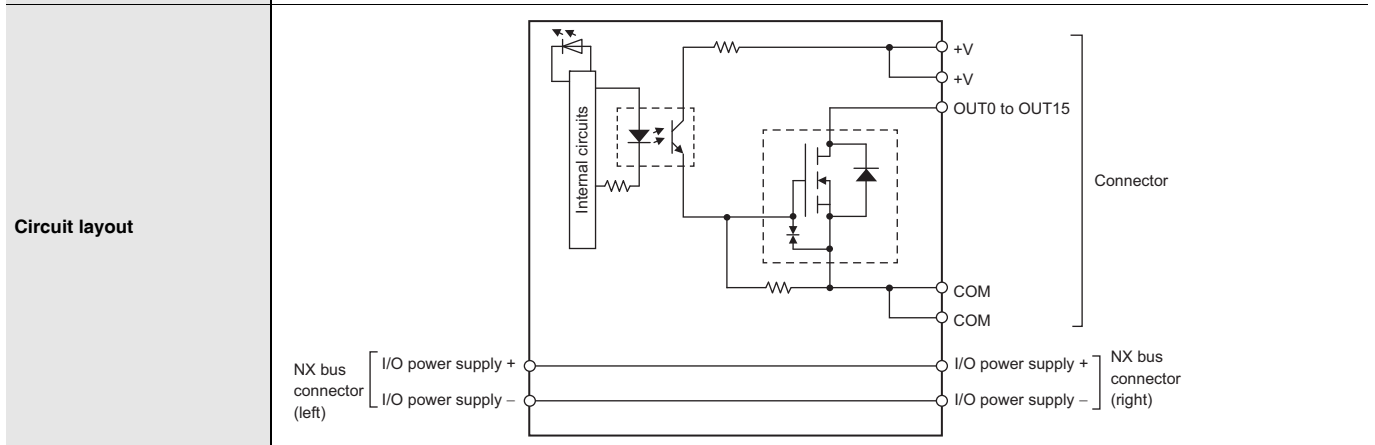 Circuit layout
Internal circuits
+V
+V
OUT0 to OUT15
Connector
COM
COM
NX bus
connector
(left)
I/O power supply +
I/O power supply −
I/O power supply +
I/O power supply −
NX bus
connector
(right)